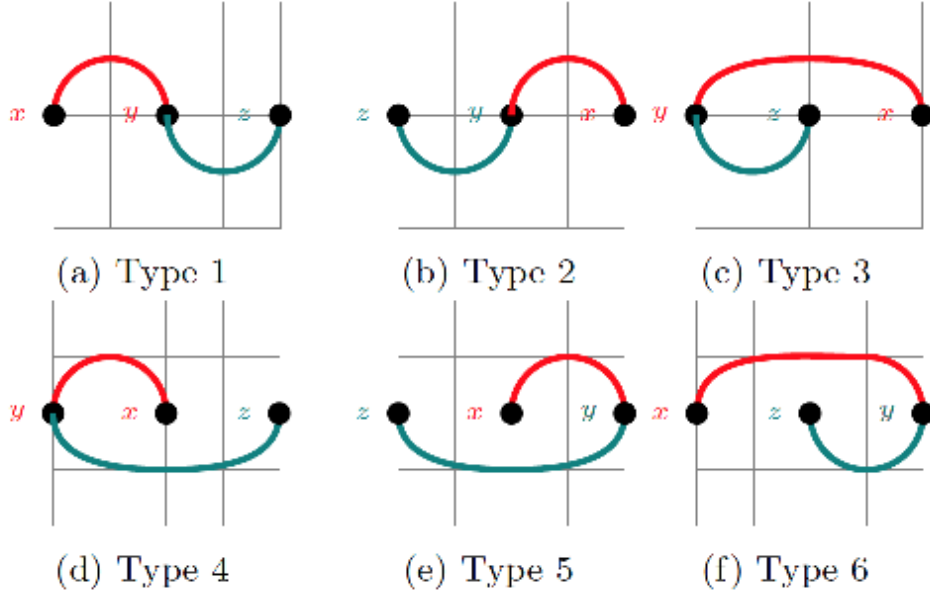 x y z z y x y z x
(a) Type 1 (b) Type 2 (c) Type 3
y x z z x y x z y
(d) Type 4 (e) Type 5 (f) Type 6